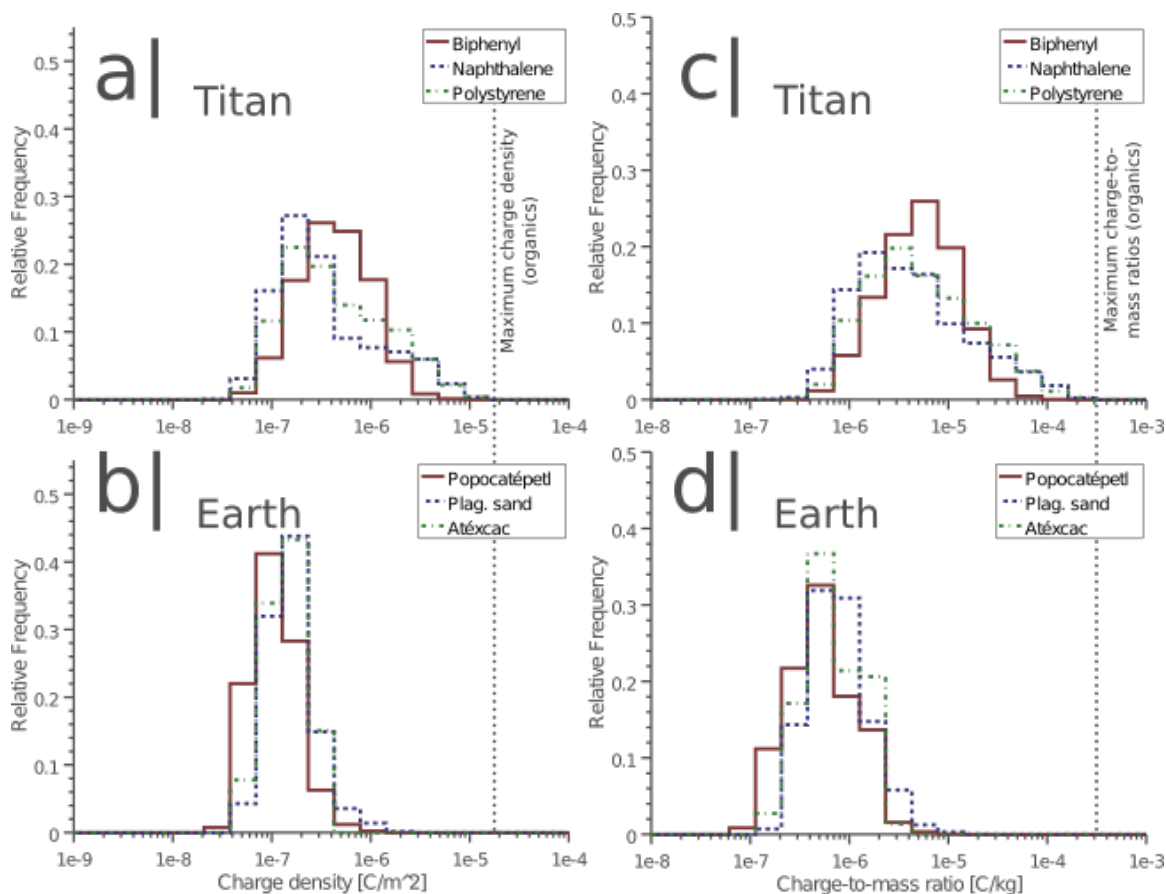 a|
Titan
Biphenyl
Naphthalene
Polystyrene
Relative Frequency
0.5
0.4
0.3
0.2
0.1
0
1e-9
1e-8
1e-7
1e-6
1e-5
1e-4
Maximum charge density
(organics)
c|
Titan
Biphenyl
Naphthalene
Polystyrene
Relative Frequency
0.5
0.4
0.3
0.2
0.1
0
1e-8
1e-7
1e-6
1e-5
1e-4
1e-3
Maximum charge-to-
mass ratios (organics)
b|
Earth
Popocatépetl
Plag. sand
Atéxcac
Relative Frequency
0.5
0.4
0.3
0.2
0.1
0
1e-9
1e-8
1e-7
1e-6
1e-5
1e-4
Charge density [C/m^2]
d|
Earth
Popocatépetl
Plag. sand
Atéxcac
Relative Frequency
0.5
0.4
0.3
0.2
0.1
0
1e-8
1e-7
1e-6
1e-5
1e-4
1e-3
Charge-to-mass ratio [C/kg]